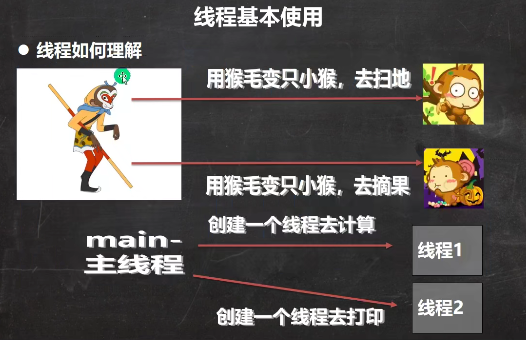 线程基本使用
● 线程如何理解
用猴毛变只小猴，去扫地
用猴毛变只小猴，去摘果
创建一个线程去计算
main-
主线程
线程1
线程2
创建一个线程去打印